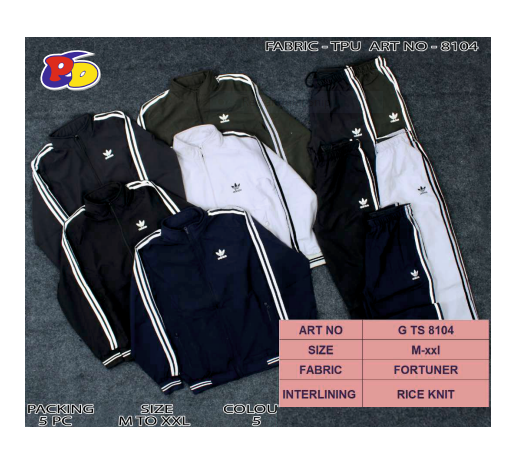 PD
FABRIC - TPU ART NO - 8104
ART NO G TS 8104
SIZE M-xxl
FABRIC FORTUNER
INTERLINING RICE KNIT
PACKING SIZE COLOU
5 PC M TO XXL 5